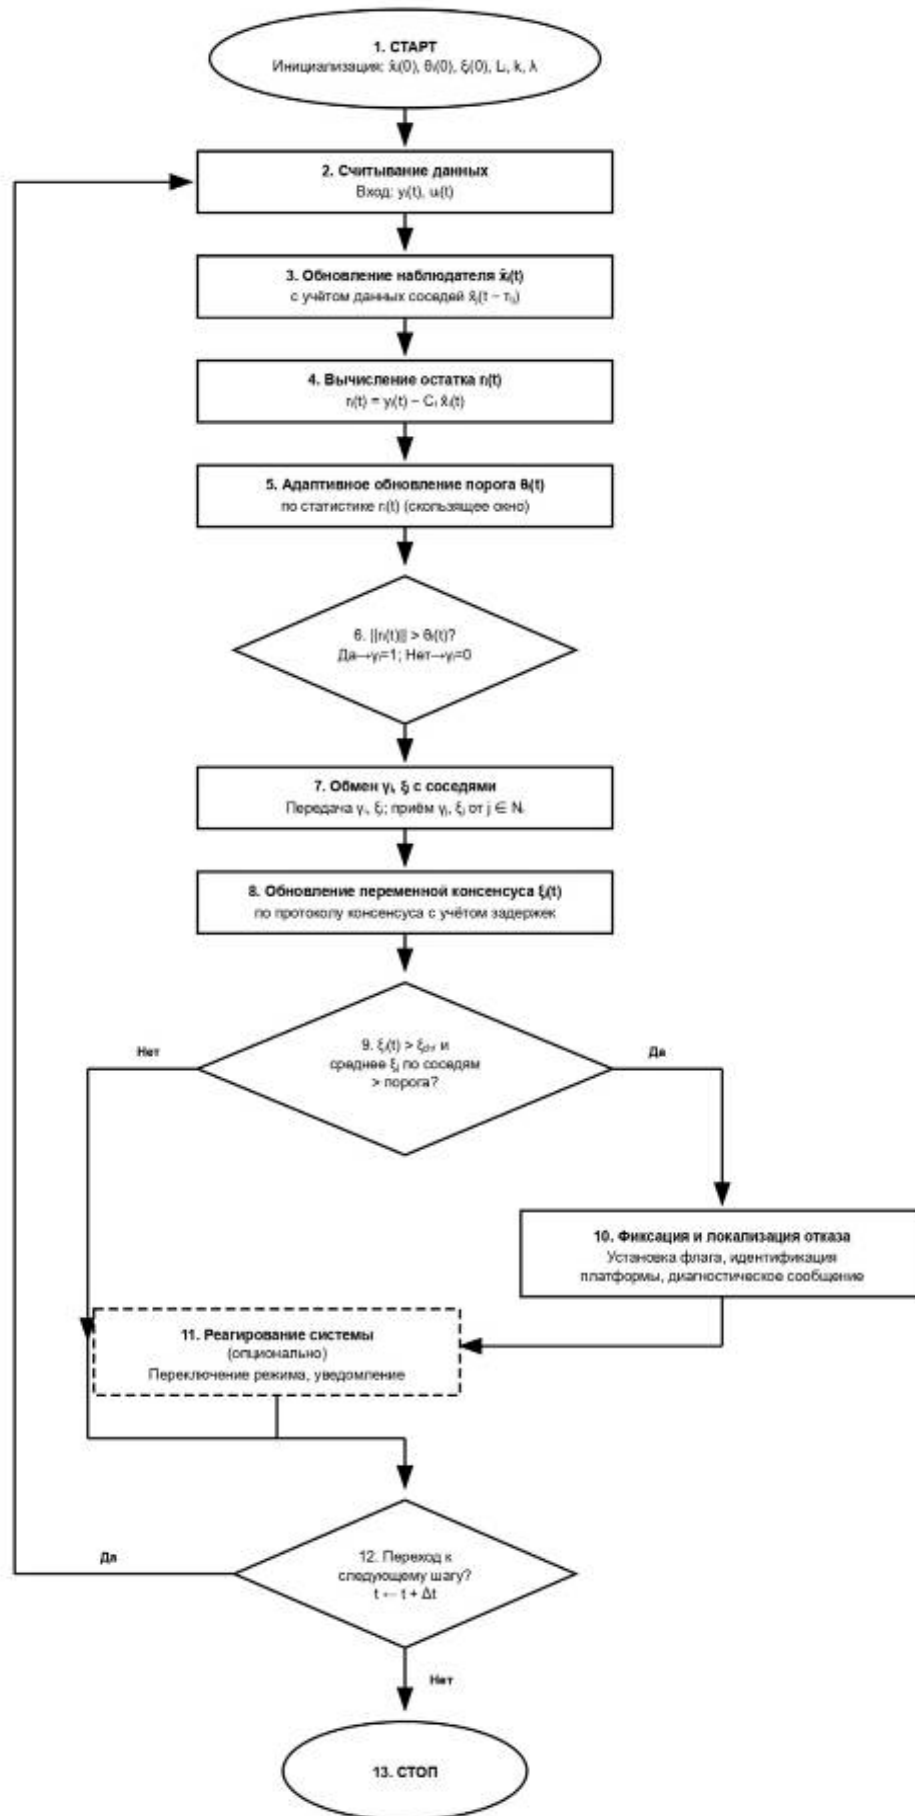 1. СТАРТ
Инициализация: x̂ᵢ(0), θᵢ(0), ξᵢ(0), Lᵢ, k, λ
2. Считывание данных
Вход: yᵢ(t), uᵢ(t)
3. Обновление наблюдателя x̂ᵢ(t)
с учётом данных соседей x̂ⱼ(t − τᵢⱼ)
4. Вычисление остатка rᵢ(t)
rᵢ(t) = yᵢ(t) − Cᵢ x̂ᵢ(t)
5. Адаптивное обновление порога θᵢ(t)
по статистике rᵢ(t) (скользящее окно)
6. ||rᵢ(t)|| > θᵢ(t)?
Да→γᵢ=1; Нет→γᵢ=0
7. Обмен γᵢ, ξᵢ с соседями
Передача γᵢ, ξᵢ; приём γⱼ, ξⱼ от j ∈ Nᵢ
8. Обновление переменной консенсуса ξᵢ(t)
по протоколу консенсуса с учётом задержек
9. ξᵢ(t) > и
среднее ξⱼ по соседям
> порога?
Нет
Да
10. Фиксация и локализация отказа
Установка флага, идентификация
платформы, диагностическое сообщение
11. Реагирование системы
(опционально)
Переключение режима, уведомление
12. Переход к
следующему шагу?
t ← t + Δt
Да
Нет
13. СТОП